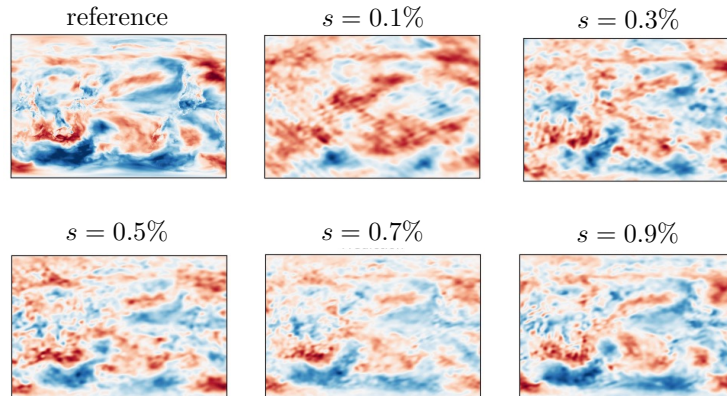 reference
s = 0.1%
s = 0.3%
s = 0.5%
s = 0.7%
s = 0.9%